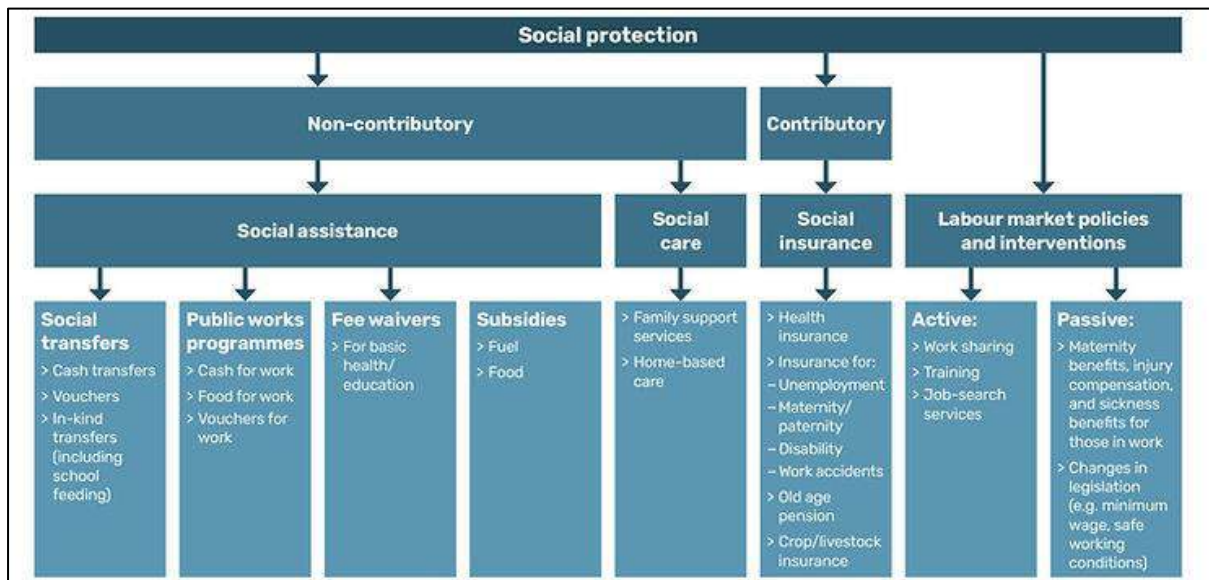 Social protection
Non-contributory
Contributory
Social assistance
Social
care
Social
insurance
Labour market policies
and interventions
Social
transfers
> Cash transfers
> Vouchers
> In-kind
transfers
(including
school
feeding)
Public works
programmes
> Cash for work
> Food for work
> Vouchers for
work
Fee waivers
> For basic
health/
education
Subsidies
> Fuel
> Food
> Family support
services
> Home-based
care
> Health
insurance
> Insurance for:
– Unemployment
– Maternity/
paternity
– Disability
– Work accidents
> Old age
pension
> Crop/livestock
insurance
Active:
> Work sharing
> Training
> Job-search
services
Passive:
> Maternity
benefits, injury
compensation,
and sickness
benefits for
those in work
> Changes in
legislation
(e.g. minimum
wage, safe
working
conditions)